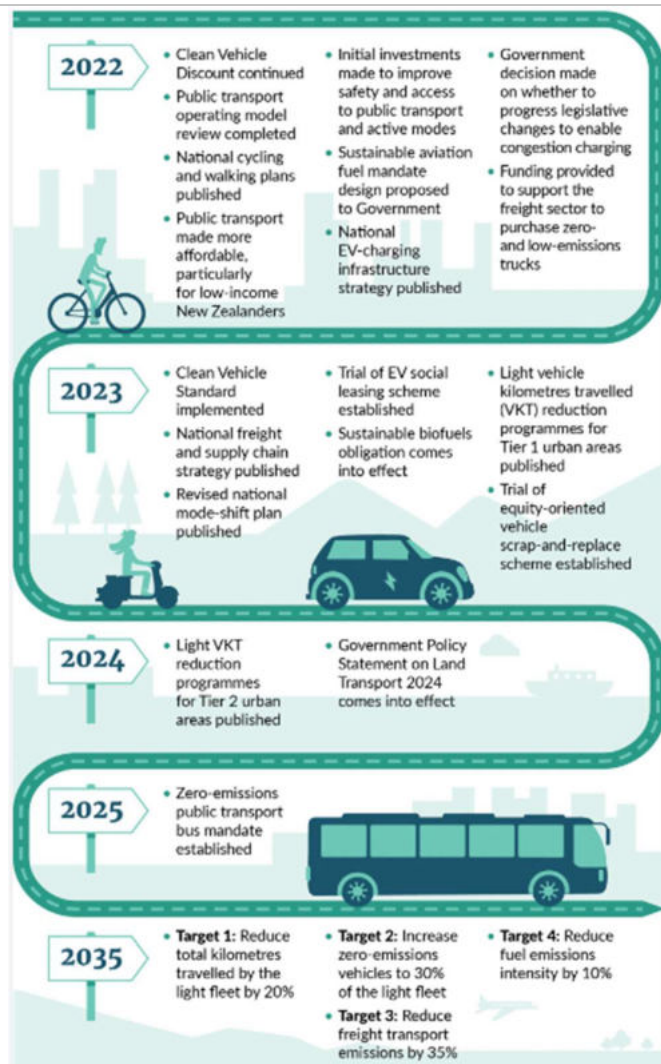 2022
• Clean Vehicle
Discount continued
• Public transport
operating model
review completed
• National cycling
and walking plans
published
• Public transport
made more
affordable,
particularly
for low-income
New Zealanders
• Initial investments
made to improve
safety and access
to public transport
and active modes
• Sustainable aviation
fuel mandate
design proposed
to Government
• National
EV-charging
infrastructure
strategy published
• Government
decision made
on whether to
progress legislative
changes to enable
congestion charging
• Funding provided
to support the
freight sector to
purchase zero-
and low-emissions
trucks
2023
• Clean Vehicle
Standard
implemented
• National freight
and supply chain
strategy published
• Revised national
mode-shift plan
published
• Trial of EV social
leasing scheme
established
• Sustainable biofuels
obligation comes
into effect
• Light vehicle
kilometres travelled
(VKT) reduction
programmes for
Tier 1 urban areas
published
• Trial of
equity-oriented
vehicle
scrap-and-replace
scheme established
2024
• Light VKT
reduction
programmes
for Tier 2 urban
areas published
• Government Policy
Statement on Land
Transport 2024
comes into effect
2025
• Zero-emissions
public transport
bus mandate
established
2035
• Target 1: Reduce
total kilometres
travelled by the
light fleet by 20%
• Target 2: Increase
zero-emissions
vehicles to 30%
of the light fleet
• Target 3: Reduce
freight transport
emissions by 35%
• Target 4: Reduce
fuel emissions
intensity by 10%